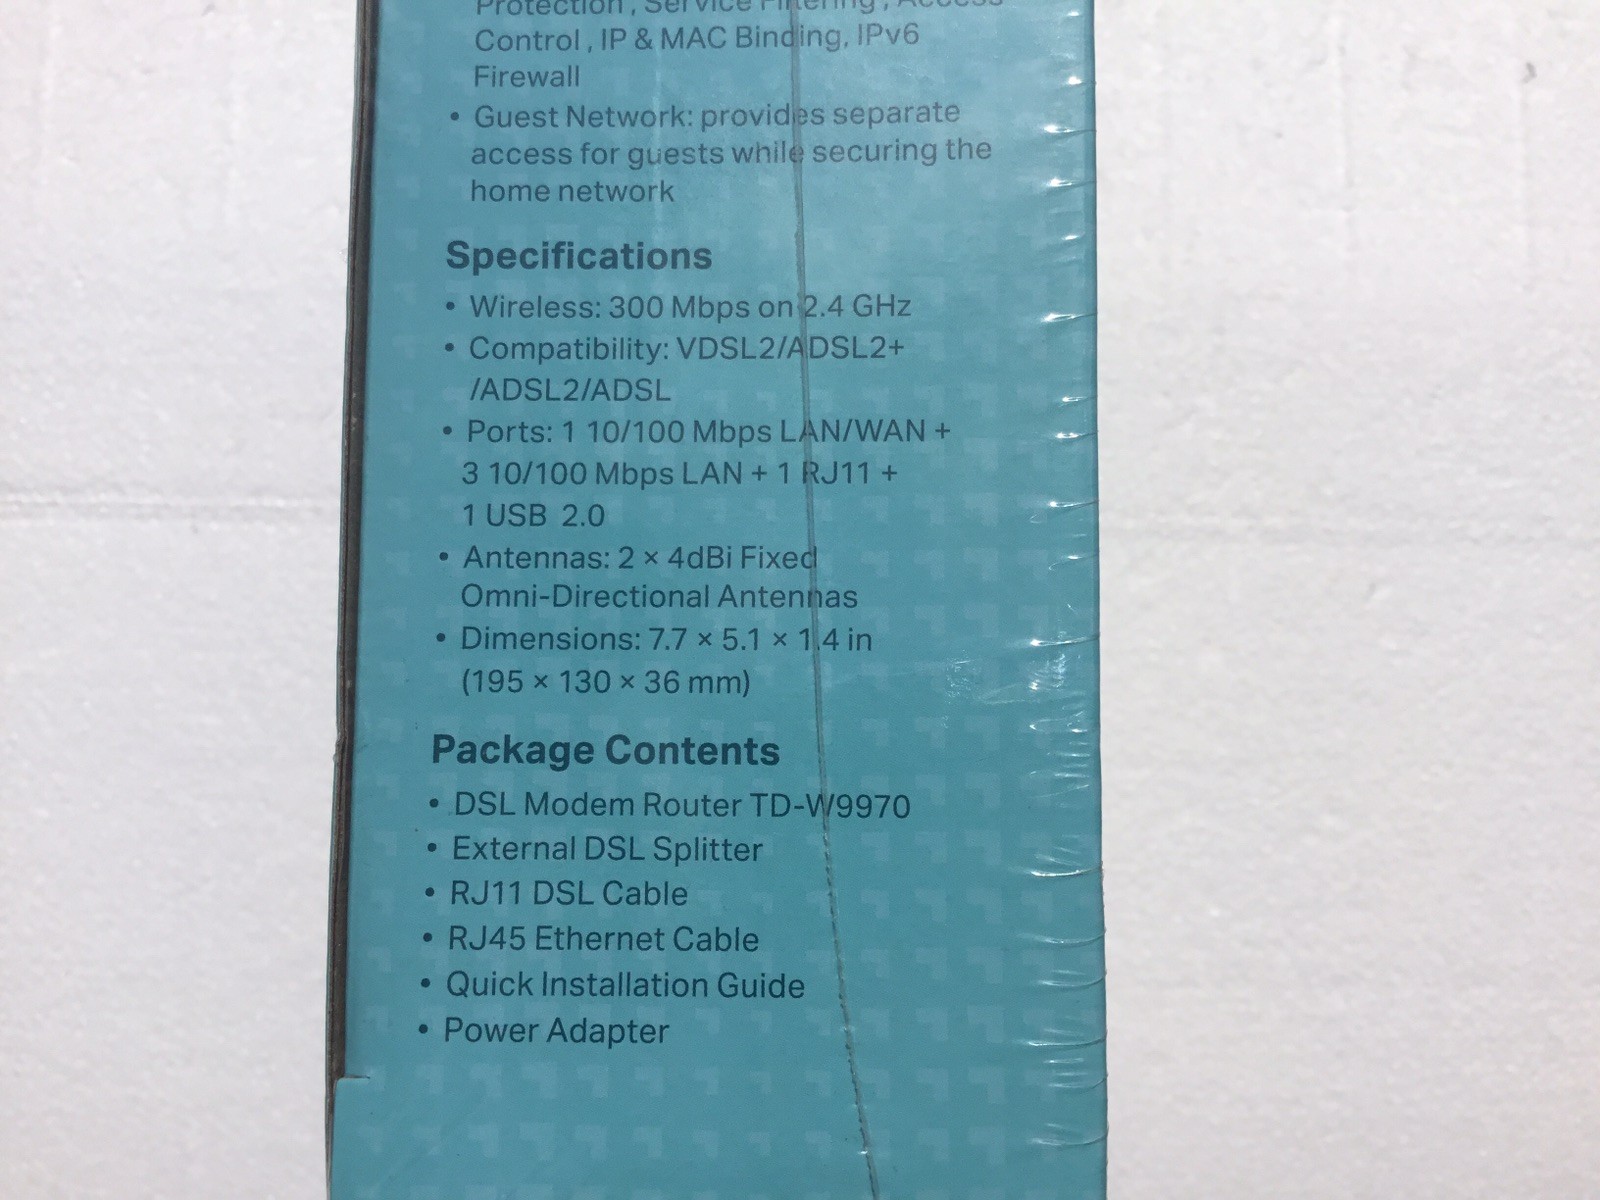 Protection , Service Filtering , Access
Control , IP & MAC Binding, IPv6
Firewall
• Guest Network: provides separate
access for guests while securing the
home network
Specifications
• Wireless: 300 Mbps on 2.4 GHz
• Compatibility: VDSL2/ADSL2+
/ADSL2/ADSL
• Ports: 1 10/100 Mbps LAN/WAN +
3 10/100 Mbps LAN + 1 RJ11 +
1 USB 2.0
• Antennas: 2 × 4dBi Fixed
Omni-Directional Antennas
• Dimensions: 7.7 × 5.1 × 1.4 in
(195 × 130 × 36 mm)
Package Contents
• DSL Modem Router TD-W9970
• External DSL Splitter
• RJ11 DSL Cable
• RJ45 Ethernet Cable
• Quick Installation Guide
• Power Adapter